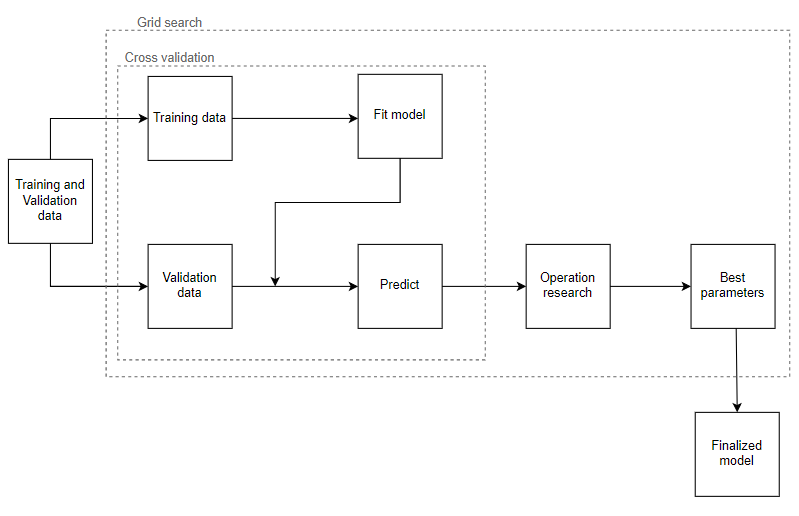 Grid search
Cross validation
Training data
Fit model
Training and
Validation
data
Validation
data
Predict
Operation
research
Best
parameters
Finalized
model